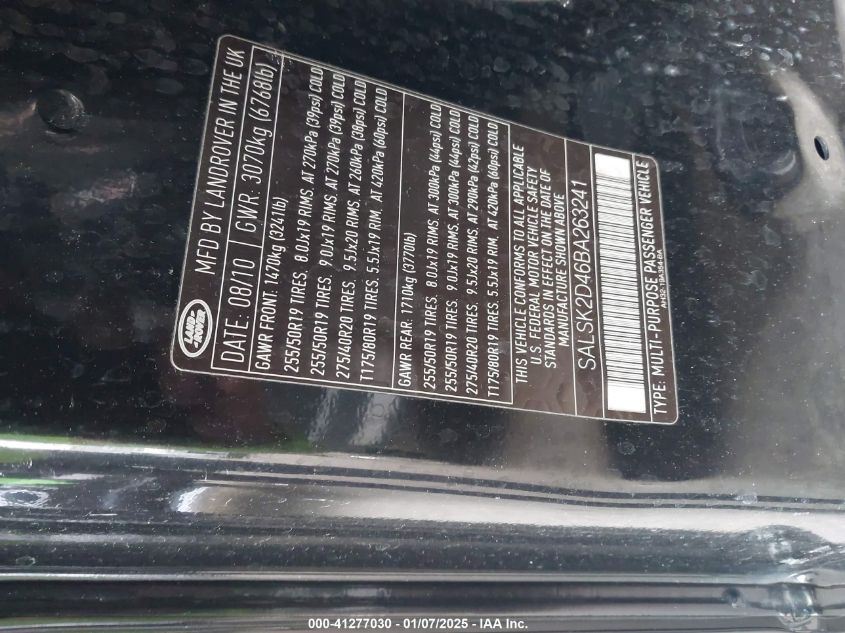 LAND ROVER
MFD BY LANDROVER IN THE UK
DATE: 08/10 GWR: 3070kg (6768lb)
GAWR FRONT: 1470kg (3241lb)
255/50R19 TIRES, 8.0Jx19 RIMS, AT 270kPa (39psi) COLD
255/50R19 TIRES, 9.0Jx19 RIMS, AT 270kPa (39psi) COLD
275/40R20 TIRES, 9.5Jx20 RIMS, AT 260kPa (38psi) COLD
T175/80R19 TIRES, 5.5Jx19 RIM, AT 420kPa (60psi) COLD
GAWR REAR: 1710kg (3770lb)
255/50R19 TIRES, 8.0Jx19 RIMS, AT 300kPa (44psi) COLD
255/50R19 TIRES, 9.0Jx19 RIMS, AT 300kPa (44psi) COLD
275/40R20 TIRES, 9.5Jx20 RIMS, AT 290kPa (42psi) COLD
T175/80R19 TIRES, 5.5Jx19 RIM, AT 420kPa (60psi) COLD
THIS VEHICLE CONFORMS TO ALL APPLICABLE
U.S. FEDERAL MOTOR VEHICLE SAFETY
STANDARDS IN EFFECT ON THE DATE OF
MANUFACTURE SHOWN ABOVE
SALSK2D46BA263241
TYPE: MULTI-PURPOSE PASSENGER VEHICLE
000-41277030 - 01/07/2025 - IAA Inc.